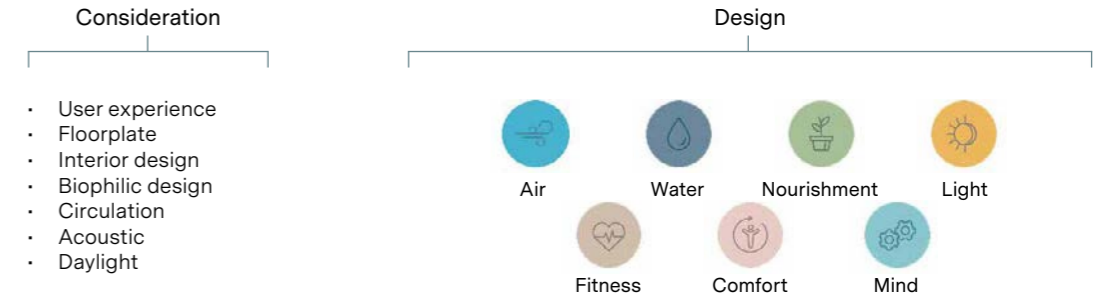 Consideration
· User experience
· Floorplate
· Interior design
· Biophilic design
· Circulation
· Acoustic
· Daylight
Design
Air
Water
Nourishment
Light
Fitness
Comfort
Mind